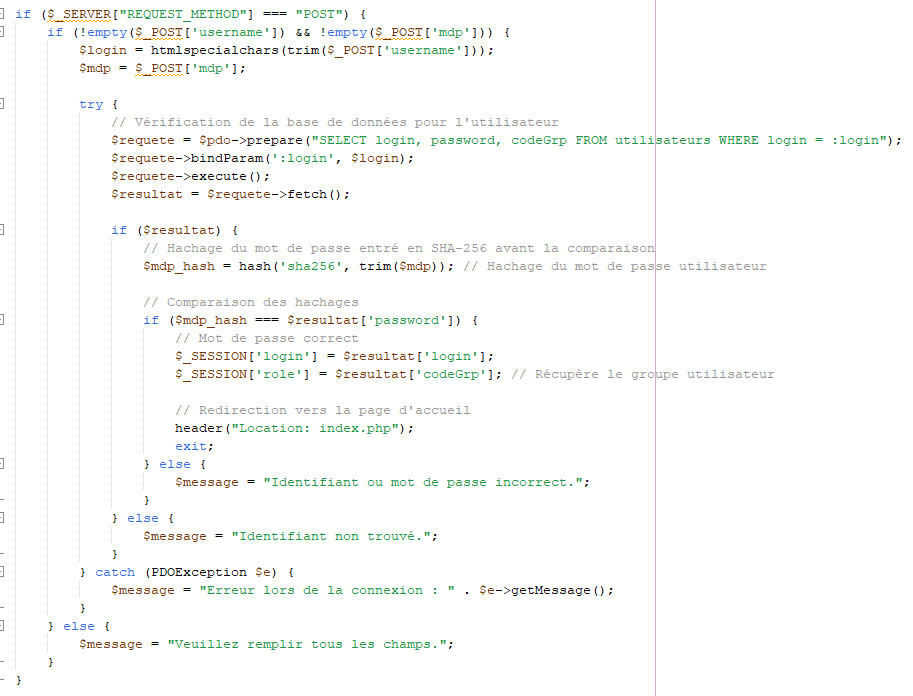 if ($_SERVER["REQUEST_METHOD"] === "POST") {
    if (!empty($_POST['username']) && !empty($_POST['mdp'])) {
        $login = htmlspecialchars(trim($_POST['username']));
        $mdp = $_POST['mdp'];

        try {
            // Vérification de la base de données pour l'utilisateur
            $requete = $pdo->prepare("SELECT login, password, codeGrp FROM utilisateurs WHERE login = :login");
            $requete->bindParam(':login', $login);
            $requete->execute();
            $resultat = $requete->fetch();

            if ($resultat) {
                // Hachage du mot de passe entré en SHA-256 avant la comparaison
                $mdp_hash = hash('sha256', trim($mdp)); // Hachage du mot de passe utilisateur

                // Comparaison des hachages
                if ($mdp_hash === $resultat['password']) {
                    // Mot de passe correct
                    $_SESSION['login'] = $resultat['login'];
                    $_SESSION['role'] = $resultat['codeGrp']; // Récupère le groupe utilisateur

                    // Redirection vers la page d'accueil
                    header("Location: index.php");
                    exit;
                } else {
                    $message = "Identifiant ou mot de passe incorrect.";
                }
            } else {
                $message = "Identifiant non trouvé.";
            }
        } catch (PDOException $e) {
            $message = "Erreur lors de la connexion : " . $e->getMessage();
        }
    } else {
        $message = "Veuillez remplir tous les champs.";
    }
}